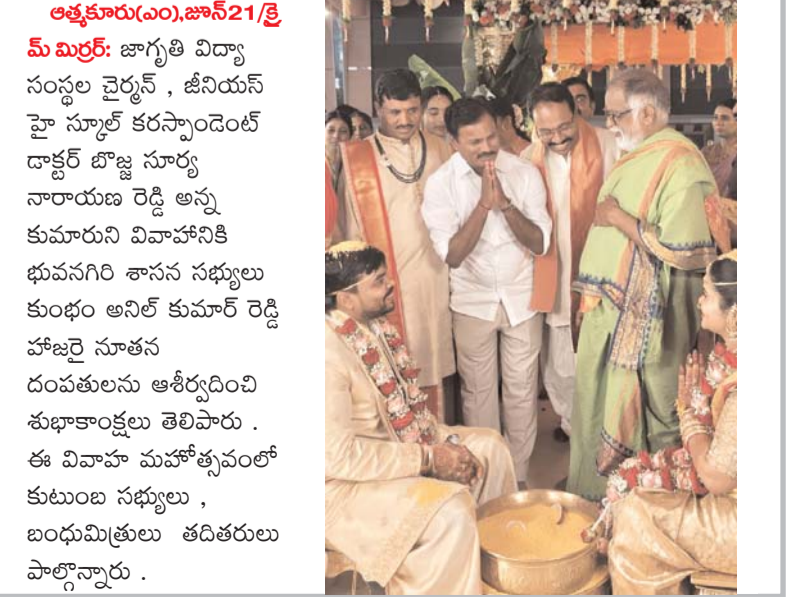 ఆత్మకూరు(ఎం),జూన్21/క్రై
మ్ మిర్రర్: జాగృతి విద్యా
సంస్థల చైర్మన్ , జీనియస్
హై స్కూల్ కరస్పాండెంట్
డాక్టర్ బొజ్జ సూర్య
నారాయణ రెడ్డి అన్న
కుమారుని వివాహానికి
భువనగిరి శాసన సభ్యులు
కుంభం అనిల్ కుమార్ రెడ్డి
హాజరై నూతన
దంపతులను ఆశీర్వదించి
శుభాకాంక్షలు తెలిపారు .
ఈ వివాహ మహోత్సవంలో
కుటుంబ సభ్యులు ,
బంధుమిత్రులు తదితరులు
పాల్గొన్నారు .